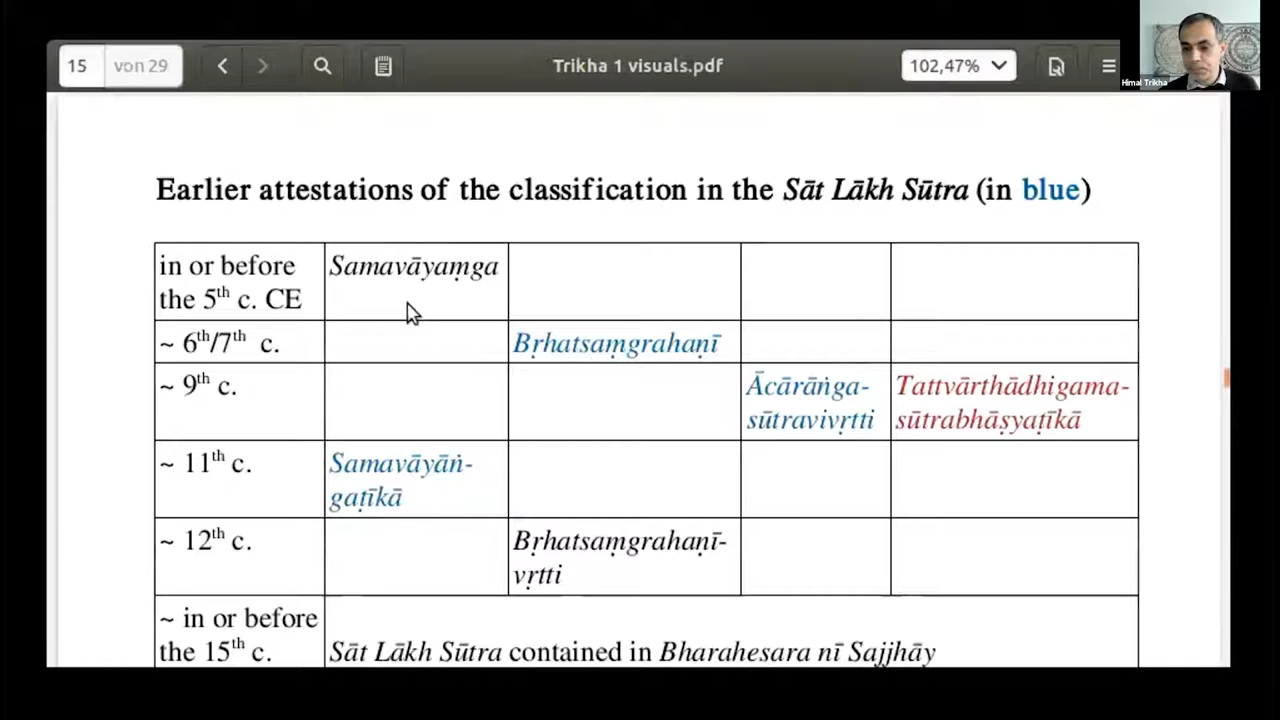 15
von 29
Trikha 1 visuals.pdf
102,47%
Himal Trikha
Earlier attestations of the classification in the Sāt Lākh Sūtra (in blue)
in or before
the 5th c. CE
Samavāyaṃga
~ 6th/7th c.
Bṛhatsaṃgrahaṇī
~ 9th c.
Ācārāṅga-
sūtravivṛtti
Tattvārthādhigama-
sūtrabhāṣyaṭīkā
~ 11th c.
Samavāyāṅ-
gaṭīkā
~ 12th c.
Bṛhatsaṃgrahaṇī-
vṛtti
~ in or before
the 15th c.
Sāt Lākh Sūtra contained in Bharahesara nī Sajjhāy